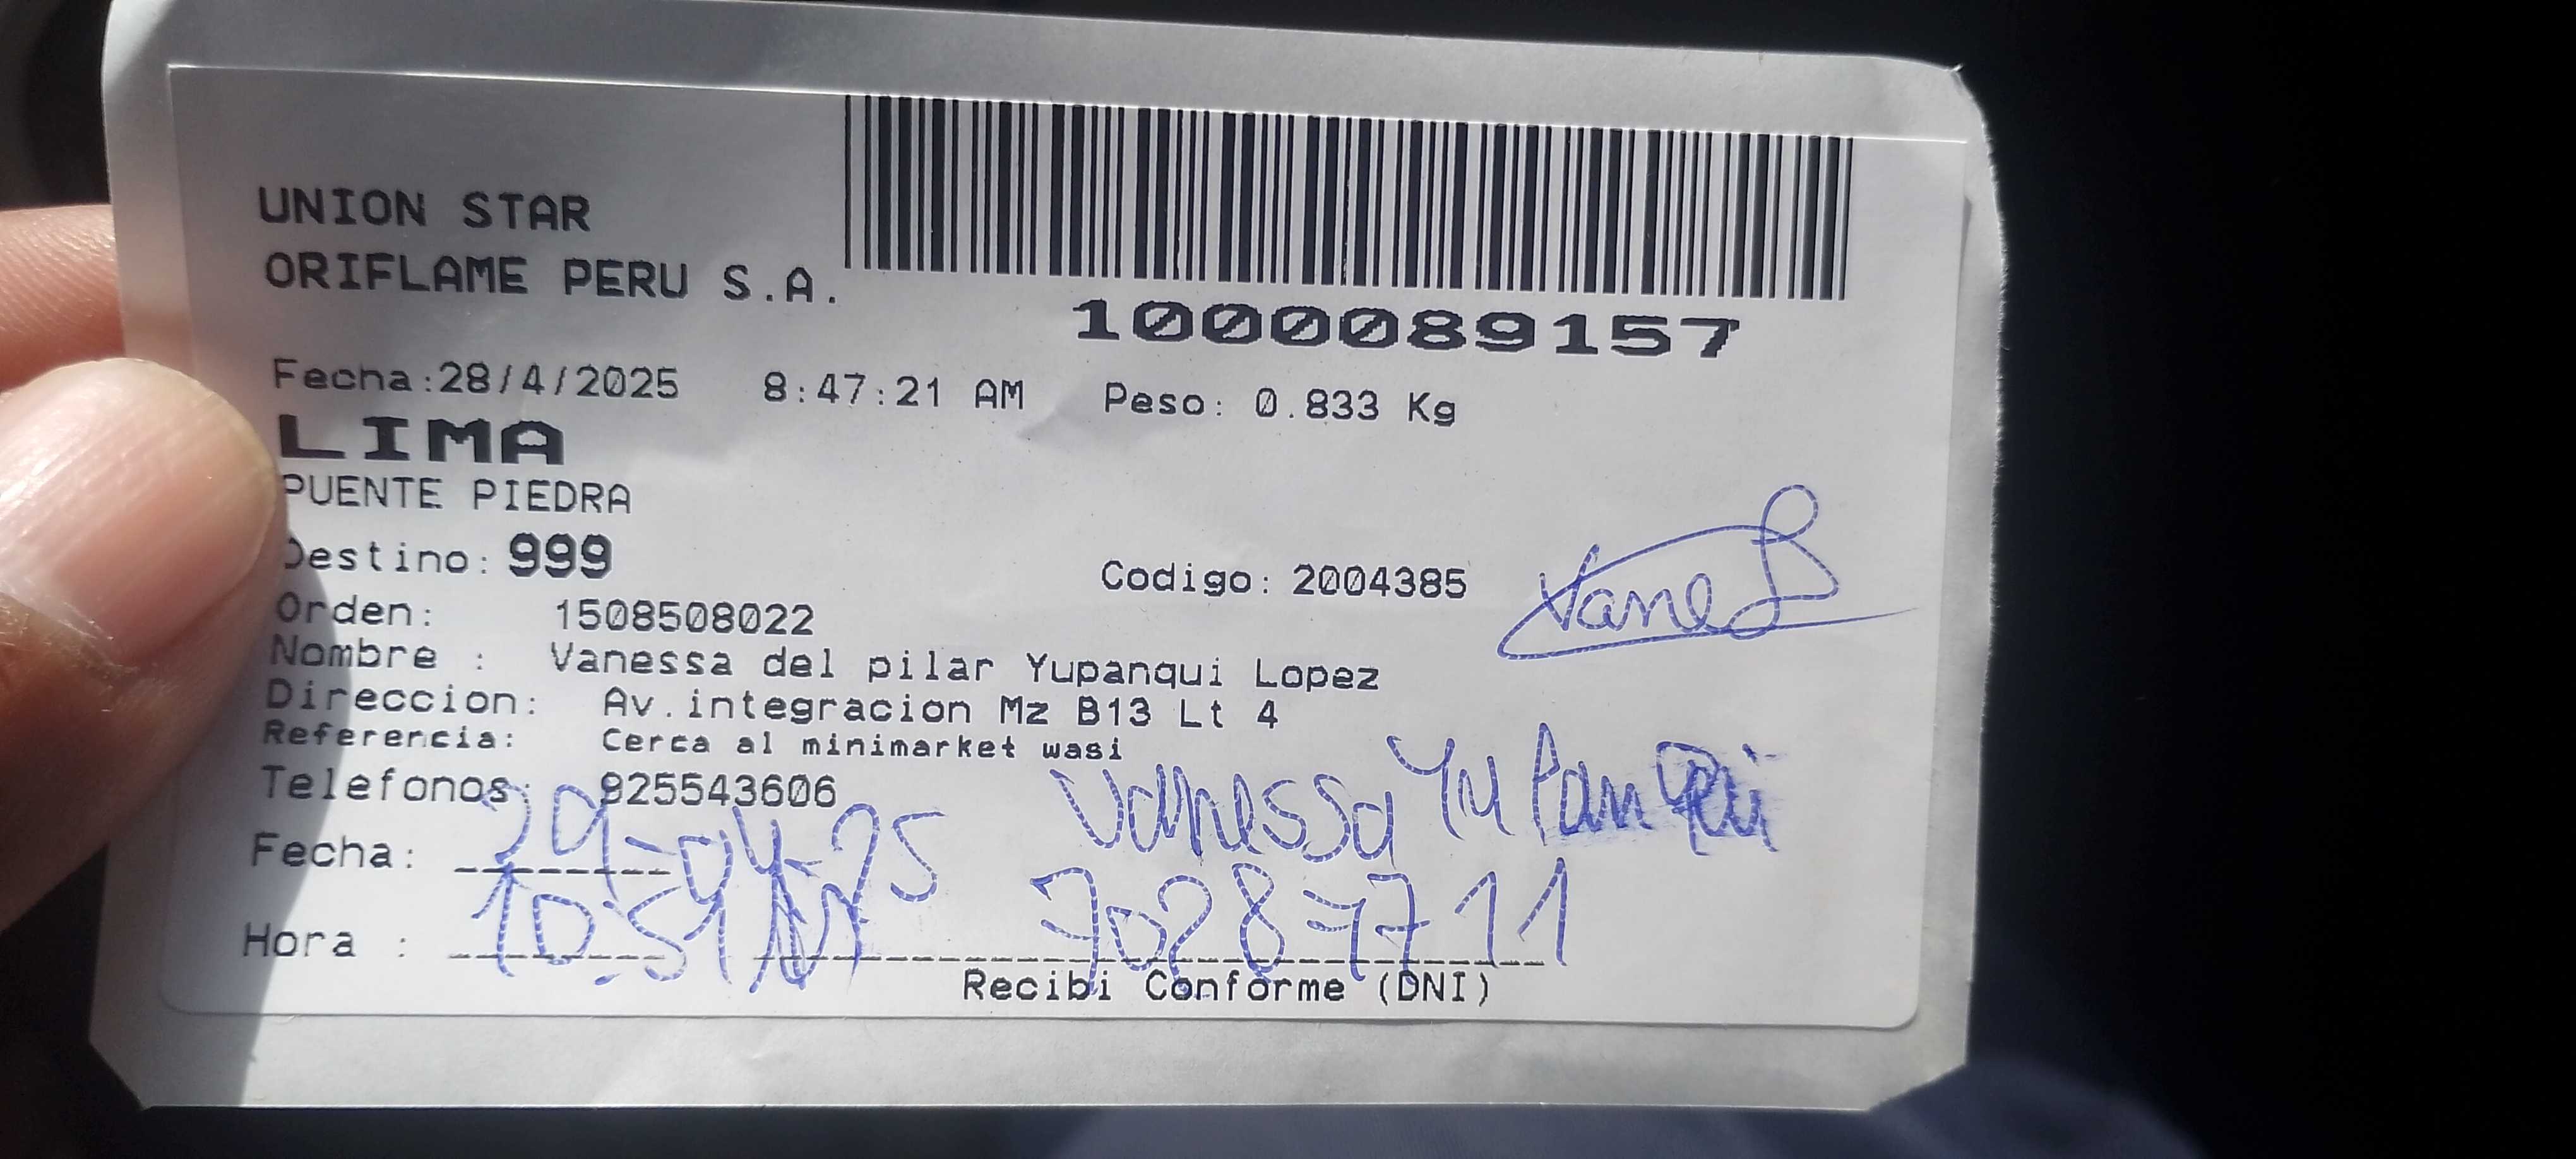 UNION STAR
ORIFLAME PERU S.A.
1000089157
Fecha:28/4/2025 8:47:21 AM Peso: 0.833 Kg
LIMA
PUENTE PIEDRA
Destino: 999
Codigo: 2004385
Vane
Orden: 1508508022
Nombre : Vanessa del pilar Yupanqui Lopez
Direccion: Av.integracion Mz B13 Lt 4
Referencia: Cerca al minimarket wasi
Telefonos: 925543606
Vanessa Yupanqui
Fecha: 29-04-25
Hora : 70287711
Recibi Conforme (DNI)